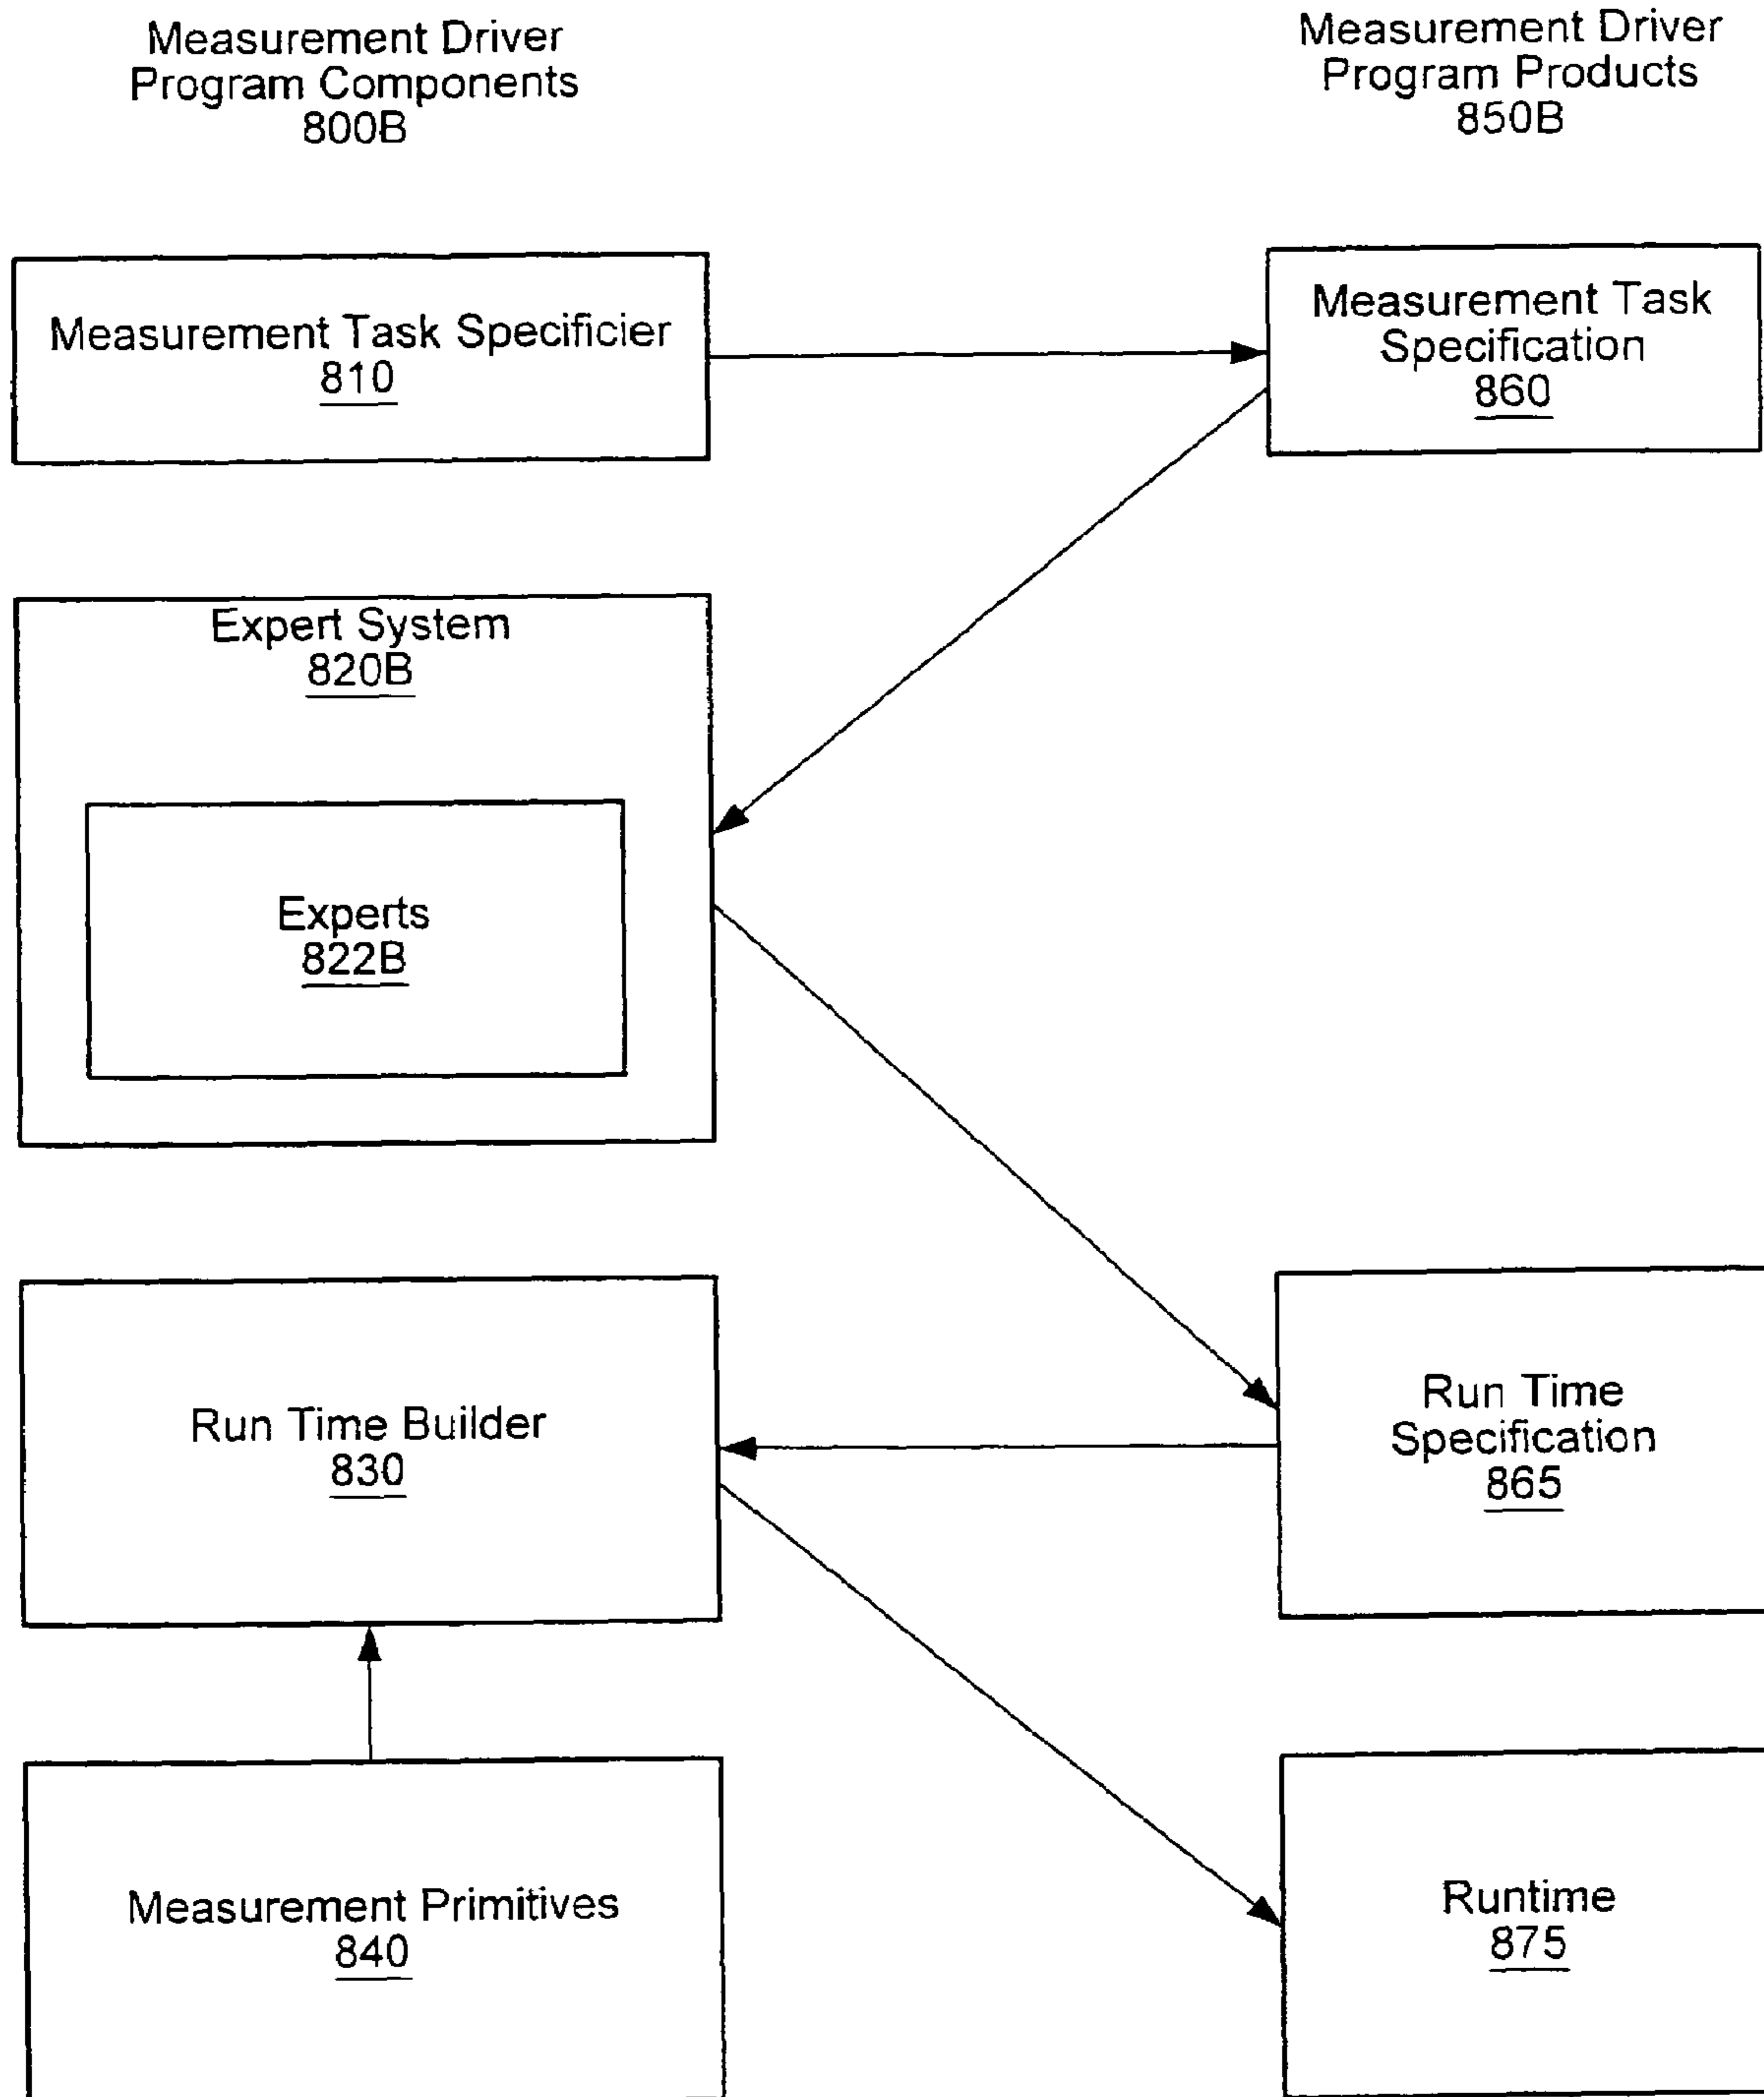 Measurement Driver
Program Components
800B
Measurement Driver
Program Products
850B
Measurement Task Specificier
810
Measurement Task
Specification
860
Expert System
820B
Experts
822B
Run Time Builder
830
Run Time
Specification
865
Measurement Primitives
840
Runtime
875